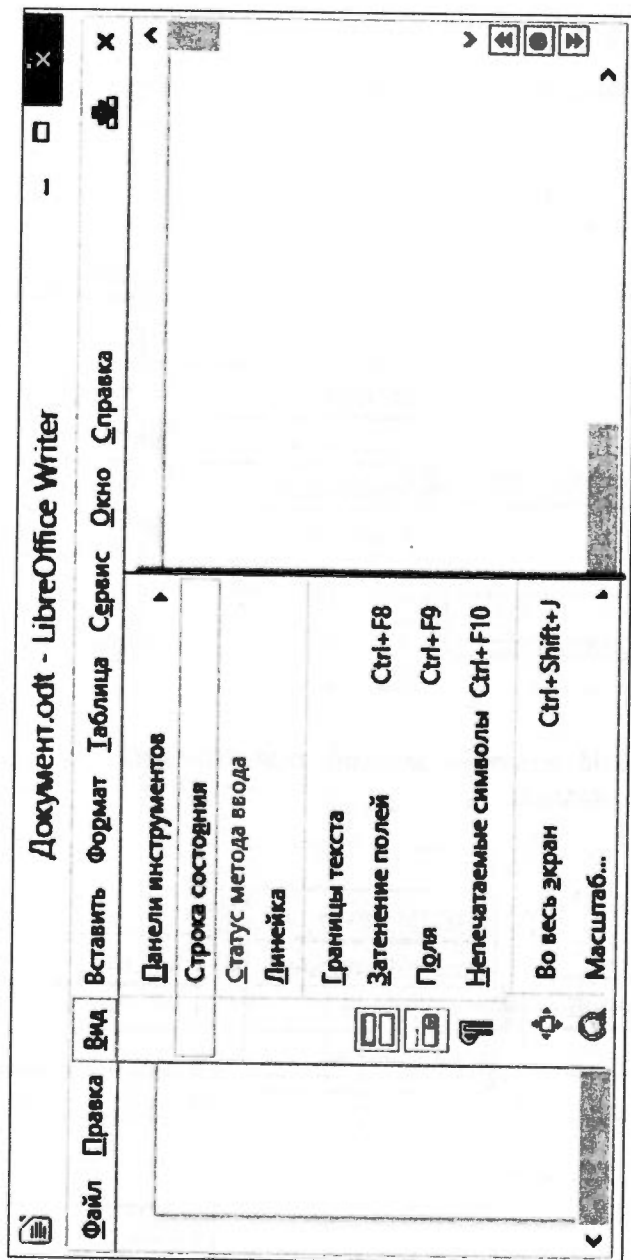 Документ.odt - LibreOffice Writer
Файл Правка Вид Вставить Формат Таблица Сервис Окно Справка
Панели инструментов
Строка состояния
Статус метода ввода
Линейка
Границы текста
Затенение полей Ctrl+F8
Поля Ctrl+F9
Непечатаемые символы Ctrl+F10
Во весь экран Ctrl+Shift+J
Масштаб...